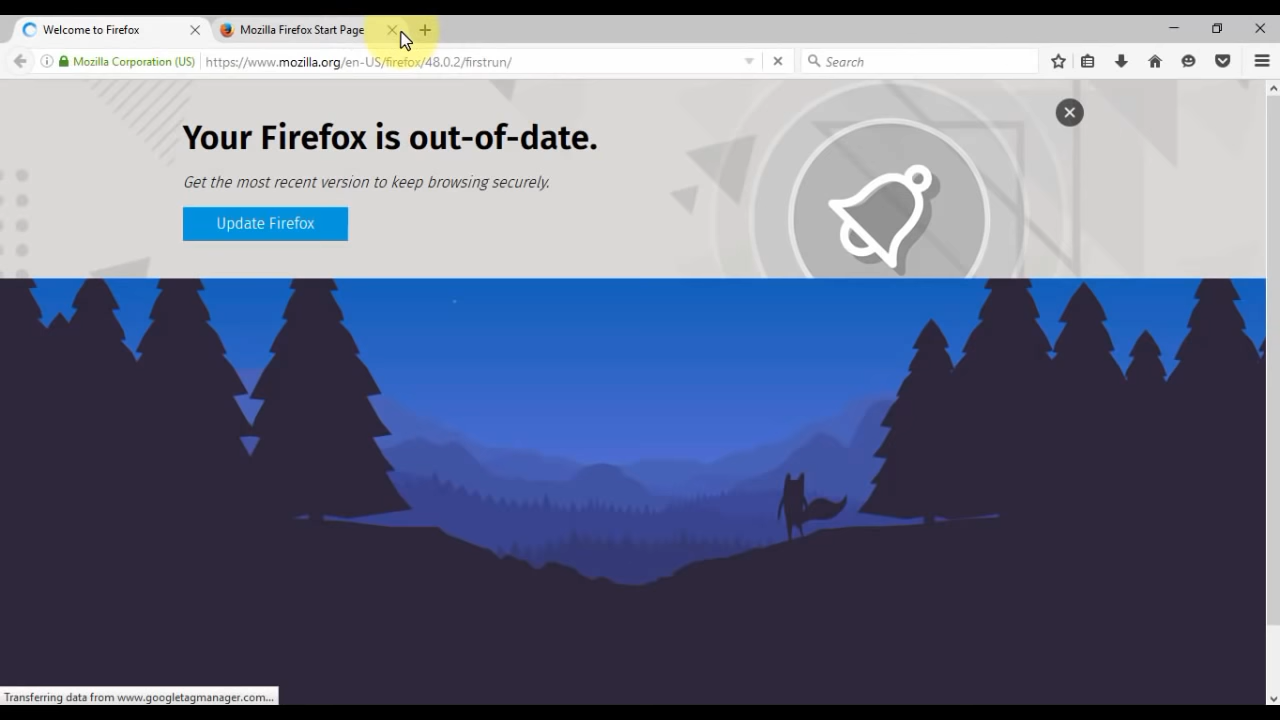 Welcome to Firefox
Mozilla Firefox Start Page
Mozilla Corporation (US)
https://www.mozilla.org/en-US/firefox/48.0.2/firstrun/
Search
Your Firefox is out-of-date.
Get the most recent version to keep browsing securely.
Update Firefox
Transferring data from www.googletagmanager.com...